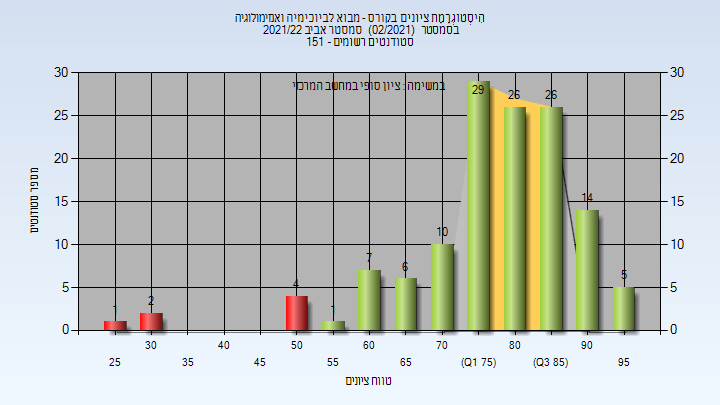 היסטוגרמת ציונים בקורס - מבוא לביוכימיה ואנזימולוגיה
בסמסטר (02/2021) סמסטר אביב 2021/22
סטודנטים רשומים - 151
במשימה : ציון סופי במחשב המרכזי
מספר סטודנטים
30 25 20 15 10 5 0
1 2 4 1 7 6 10 29 26 26 14 5
30 25 20 15 10 5 0
30 40 50 60 70 80 90
25 35 45 55 65 (Q1 75) (Q3 85) 95
טווח ציונים